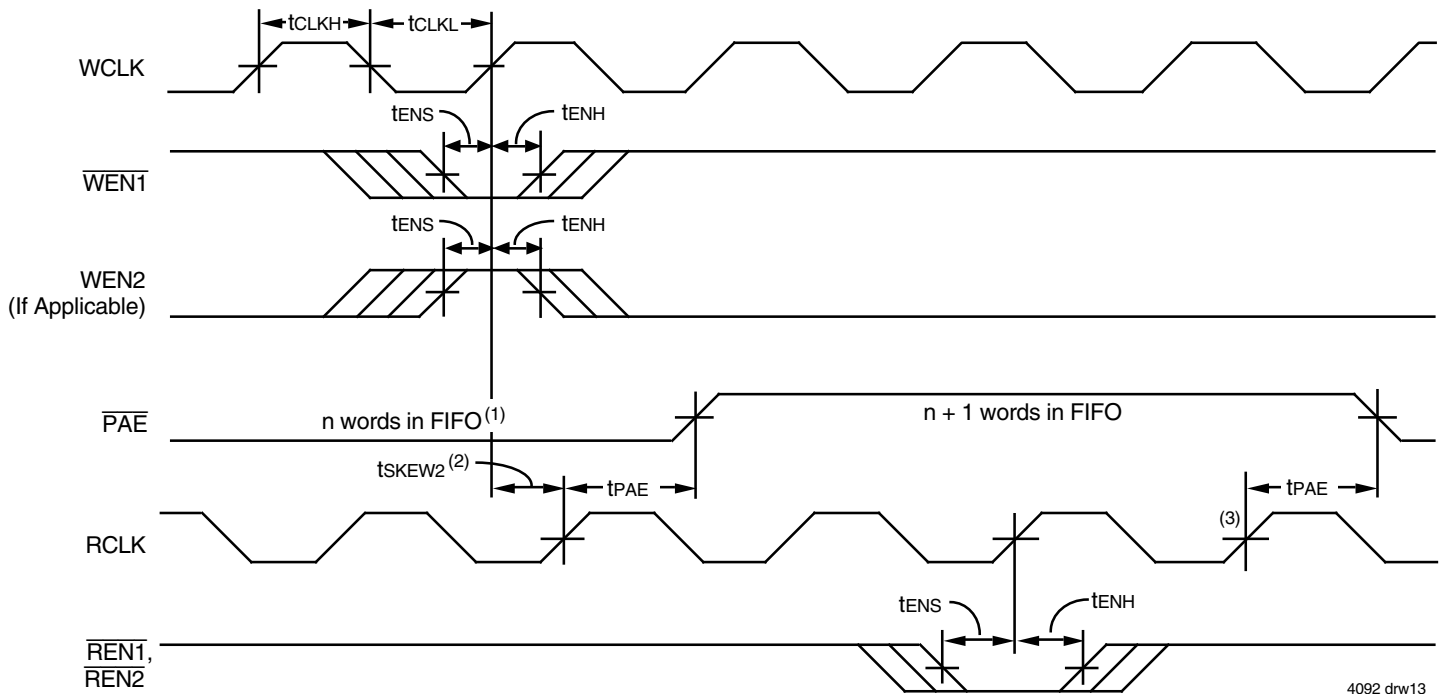 tCLKH tCLKL
WCLK
tENS tENH
WEN1
tENS tENH
WEN2
(If Applicable)
PAE
n words in FIFO(1)
n + 1 words in FIFO
tSKEW2(2)
tPAE
tPAE
(3)
RCLK
tENS tENH
REN1,
REN2
4092 drw13